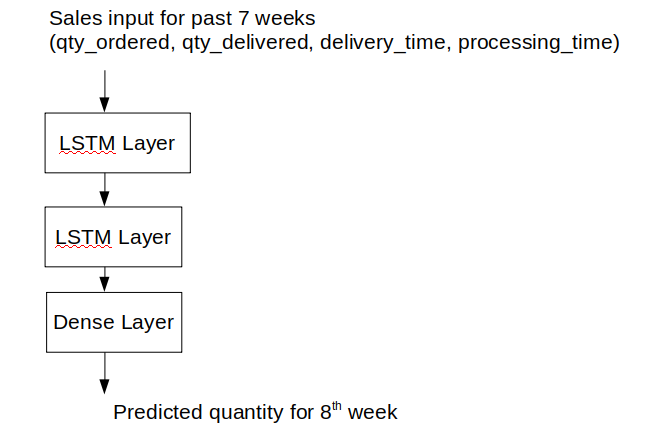 Sales input for past 7 weeks
(qty_ordered, qty_delivered, delivery_time, processing_time)
LSTM Layer
LSTM Layer
Dense Layer
Predicted quantity for 8th week